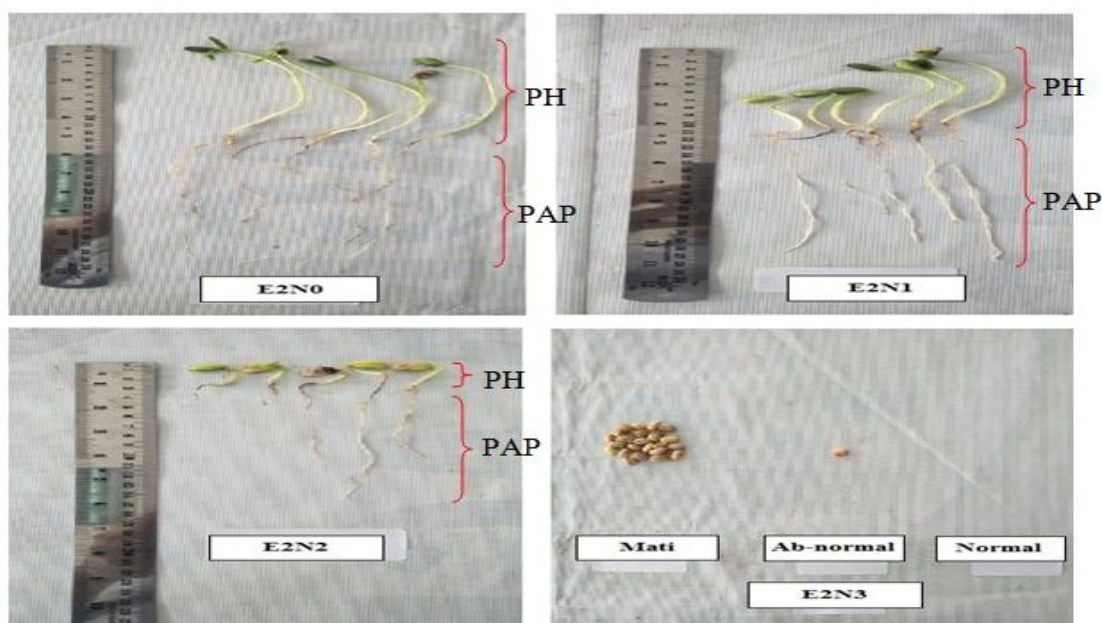 PH
PAP
E2N0
PH
PAP
E2N1
PH
PAP
E2N2
Mati
Ab-normal
Normal
E2N3